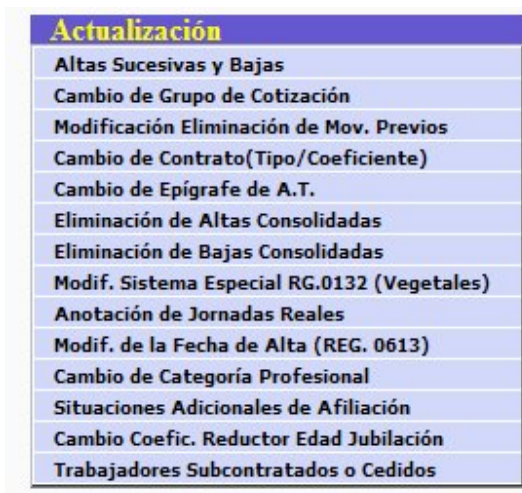 Actualización
Altas Sucesivas y Bajas
Cambio de Grupo de Cotización
Modificación Eliminación de Mov. Previos
Cambio de Contrato(Tipo/Coeficiente)
Cambio de Epígrafe de A.T.
Eliminación de Altas Consolidadas
Eliminación de Bajas Consolidadas
Modif. Sistema Especial RG.0132 (Vegetales)
Anotación de Jornadas Reales
Modif. de la Fecha de Alta (REG. 0613)
Cambio de Categoría Profesional
Situaciones Adicionales de Afiliación
Cambio Coefic. Reductor Edad Jubilación
Trabajadores Subcontratados o Cedidos